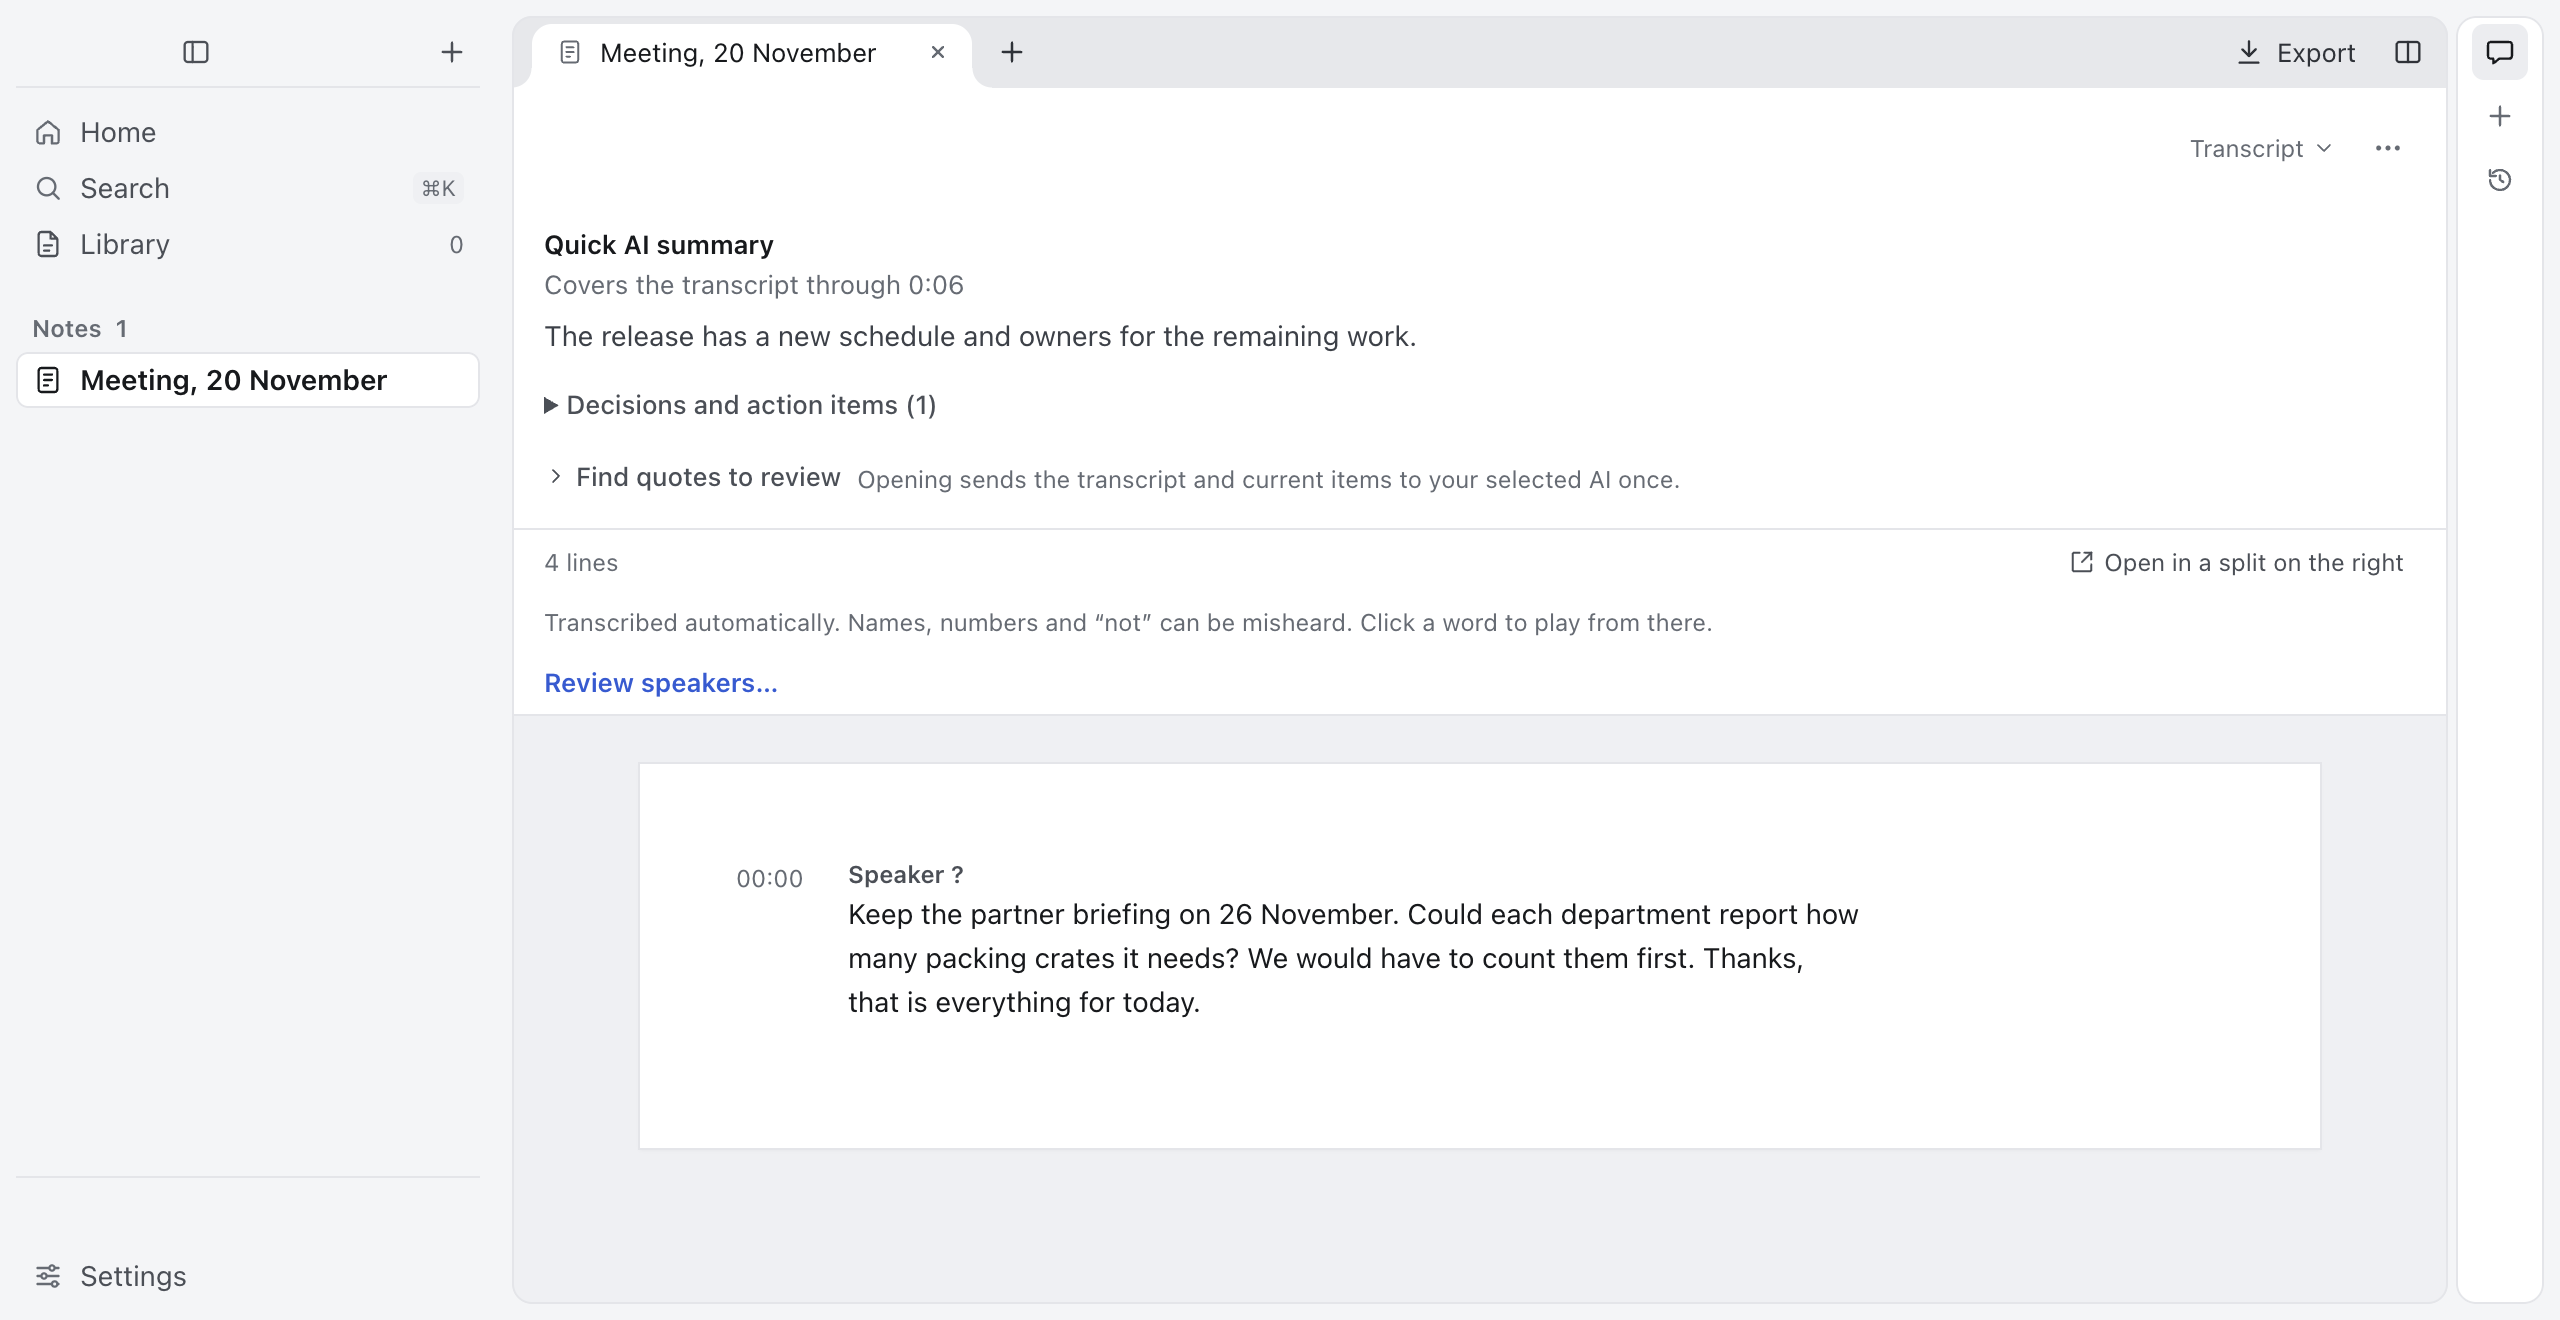 Meeting, 20 November
Export
Home
Search ⌘K
Library 0
Notes 1
Meeting, 20 November
Settings
Transcript
Quick AI summary
Covers the transcript through 0:06
The release has a new schedule and owners for the remaining work.
Decisions and action items (1)
Find quotes to review Opening sends the transcript and current items to your selected AI once.
4 lines
Open in a split on the right
Transcribed automatically. Names, numbers and “not” can be misheard. Click a word to play from there.
Review speakers...
00:00 Speaker ?
Keep the partner briefing on 26 November. Could each department report how
many packing crates it needs? We would have to count them first. Thanks,
that is everything for today.